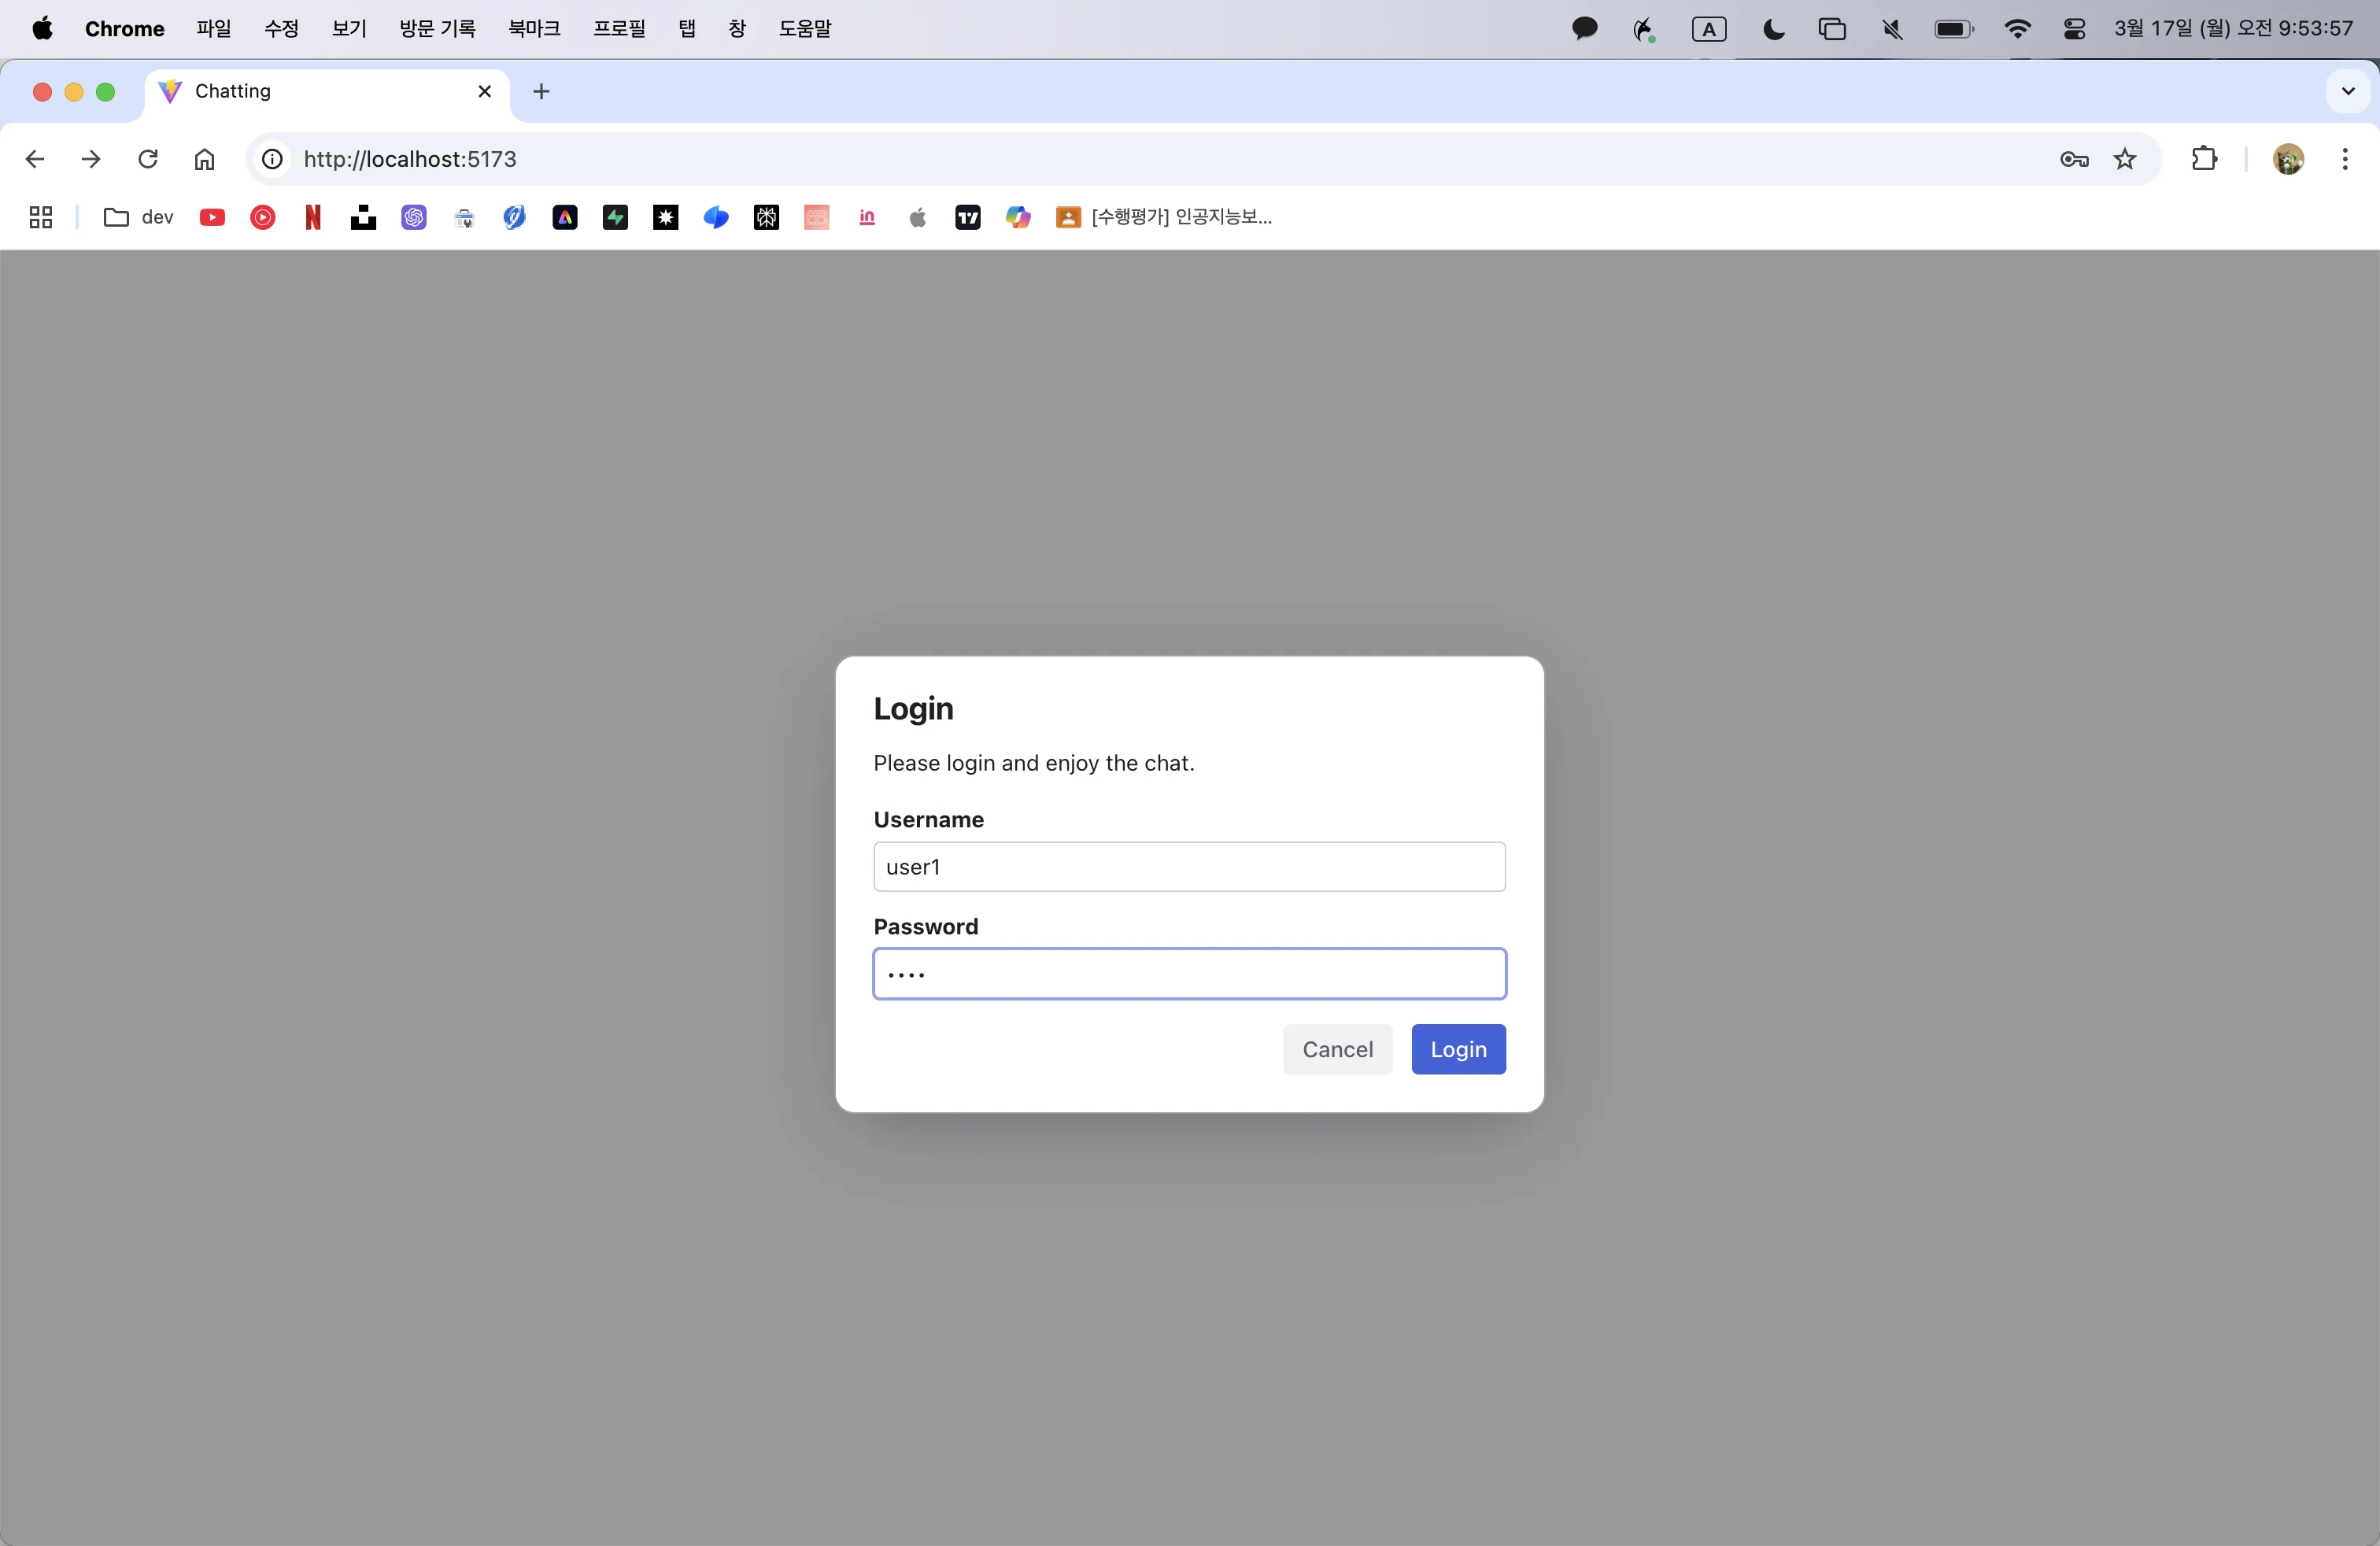 Chrome 파일 수정 보기 방문 기록 북마크 프로필 탭 창 도움말 A 3월 17일 (월) 오전 9:53:57
Chatting
http://localhost:5173
dev [수행평가] 인공지능보...
Login
Please login and enjoy the chat.
Username
user1
Password
••••
Cancel Login